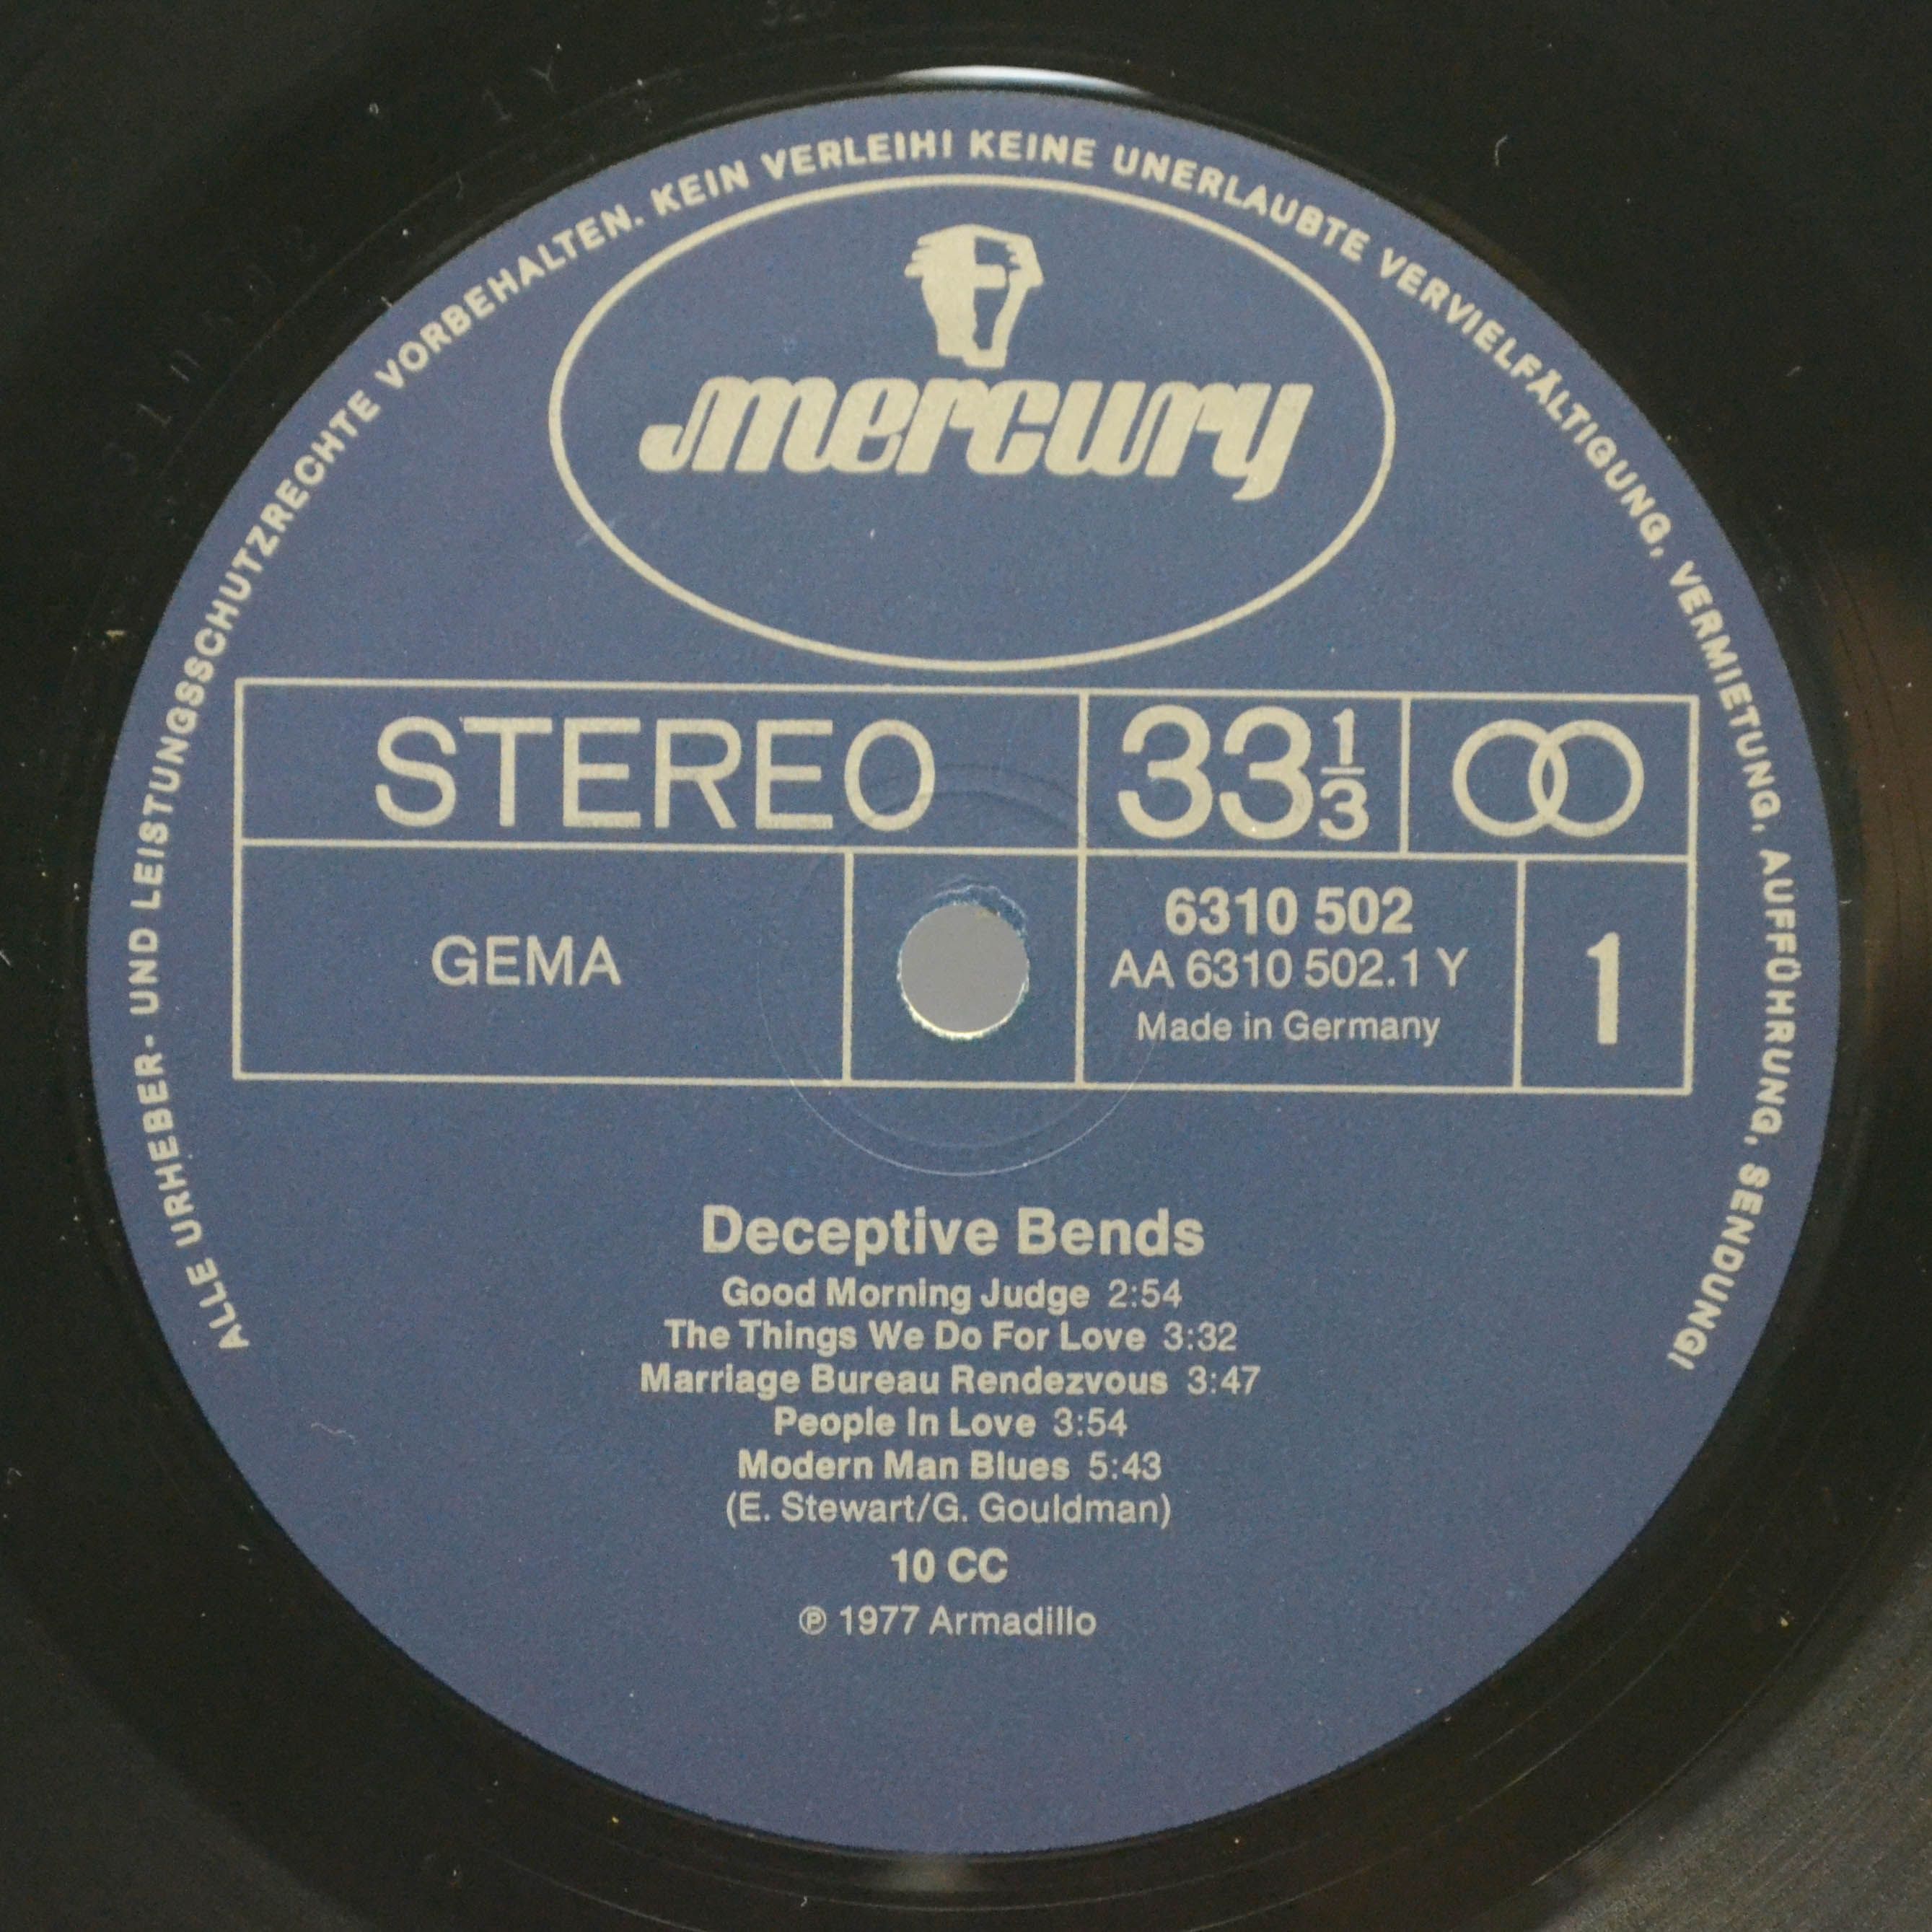 ALLE URHEBER- UND LEISTUNGSSCHUTZRECHTE VORBEHALTEN. KEIN VERLEIH! KEINE UNERLAUBTE VERVIELFÄLTIGUNG, VERMIETUNG, AUFFÜHRUNG, SENDUNG!
mercury
STEREO 33 1/3
GEMA
6310 502
AA 6310 502.1 Y
Made in Germany
1
Deceptive Bends
Good Morning Judge 2:54
The Things We Do For Love 3:32
Marriage Bureau Rendezvous 3:47
People In Love 3:54
Modern Man Blues 5:43
(E. Stewart/G. Gouldman)
10 CC
℗ 1977 Armadillo